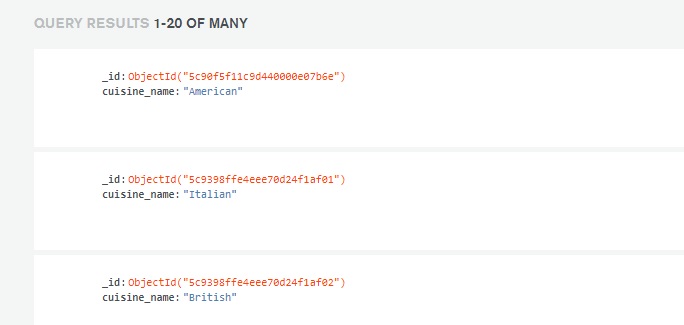 QUERY RESULTS 1-20 OF MANY
_id: ObjectId("5c90f5f11c9d440000e07b6e")
cuisine_name: "American"
_id: ObjectId("5c9398ffe4eee70d24f1af01")
cuisine_name: "Italian"
_id: ObjectId("5c9398ffe4eee70d24f1af02")
cuisine_name: "British"